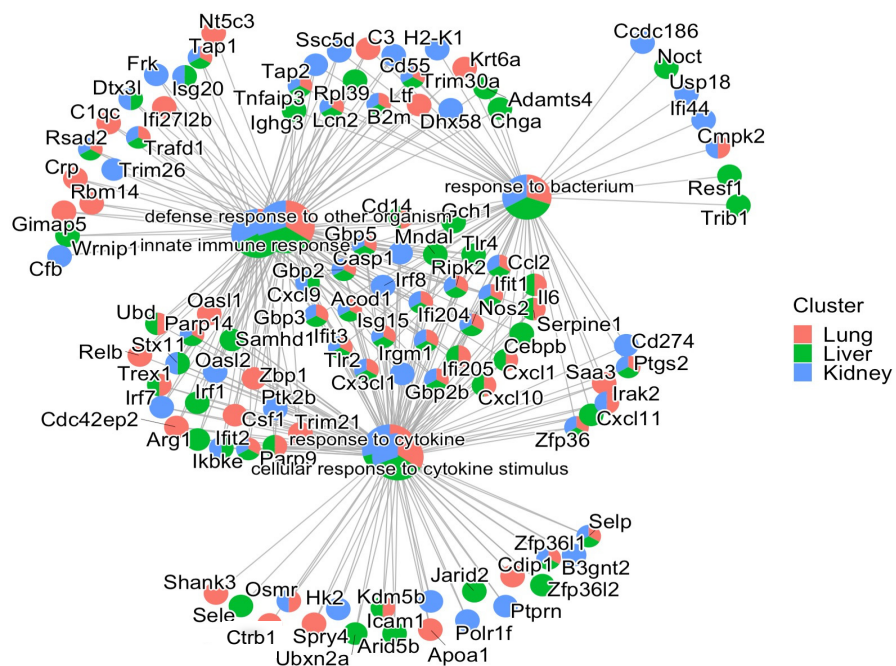 Nt5c3
Tap1
Frk
Isg20
Dtx3l
C1qc
Ifi27l2b
Rsad2
Trafd1
Crp
Trim26
Rbm14
Gimap5
Wrnip1
Cfb
Ssc5d
C3
H2-K1
Tap2
Cd55
Krt6a
Trim30a
Tnfaip3
Rpl39
Ltf
Adamts4
Ighg3
Lcn2
B2m
Dhx58
Chga
Ccdc186
Noct
Usp18
Ifi44
Cmpk2
Resf1
Trib1
response to bacterium
defense response to other organism
innate immune response
Cd14
Gch1
Gbp5
Mndal
Tlr4
Casp1
Ripk2
Ccl2
Gbp2
Irf8
Ifit1
Cxcl9
Acod1
Il6
Gbp3
Isg15
Ifi204
Nos2
Serpine1
Ifit3
Irgm1
Cebpb
Tlr2
Ifi205
Cxcl1
Cx3cl1
Gbp2b
Cxcl10
Oasl1
Ubd
Parp14
Stx11
Samhd1
Relb
Trex1
Oasl2
Zbp1
Irf7
Irf1
Ptk2b
Cdc42ep2
Csf1
Trim21
Arg1
Ifit2
Ikbke
Parp9
response to cytokine
cellular response to cytokine stimulus
Cd274
Ptgs2
Saa3
Irak2
Cxcl11
Zfp36
Selp
Zfp36l1
B3gnt2
Cdip1
Zfp36l2
Jarid2
Ptprn
Shank3
Osmr
Sele
Hk2
Kdm5b
Icam1
Polr1f
Ctrb1
Spry4
Arid5b
Apoa1
Ubxn2a
Cluster
Lung
Liver
Kidney